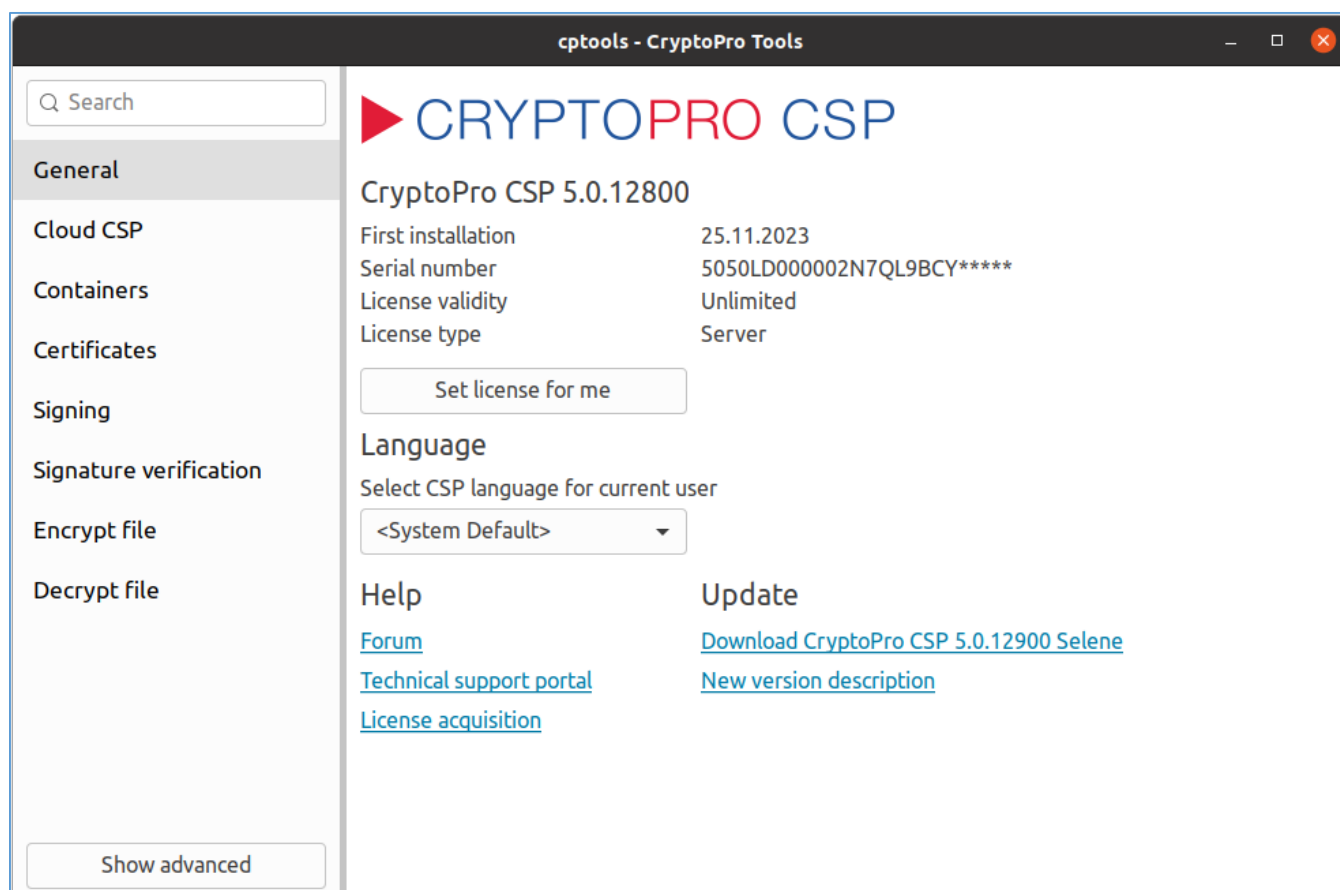 cptools - CryptoPro Tools
Search
General
Cloud CSP
Containers
Certificates
Signing
Signature verification
Encrypt file
Decrypt file
Show advanced
CRYPTOPRO CSP
CryptoPro CSP 5.0.12800
First installation 25.11.2023
Serial number 5050LD000002N7QL9BCY*****
License validity Unlimited
License type Server
Set license for me
Language
Select CSP language for current user
<System Default>
Help
Forum
Technical support portal
License acquisition
Update
Download CryptoPro CSP 5.0.12900 Selene
New version description